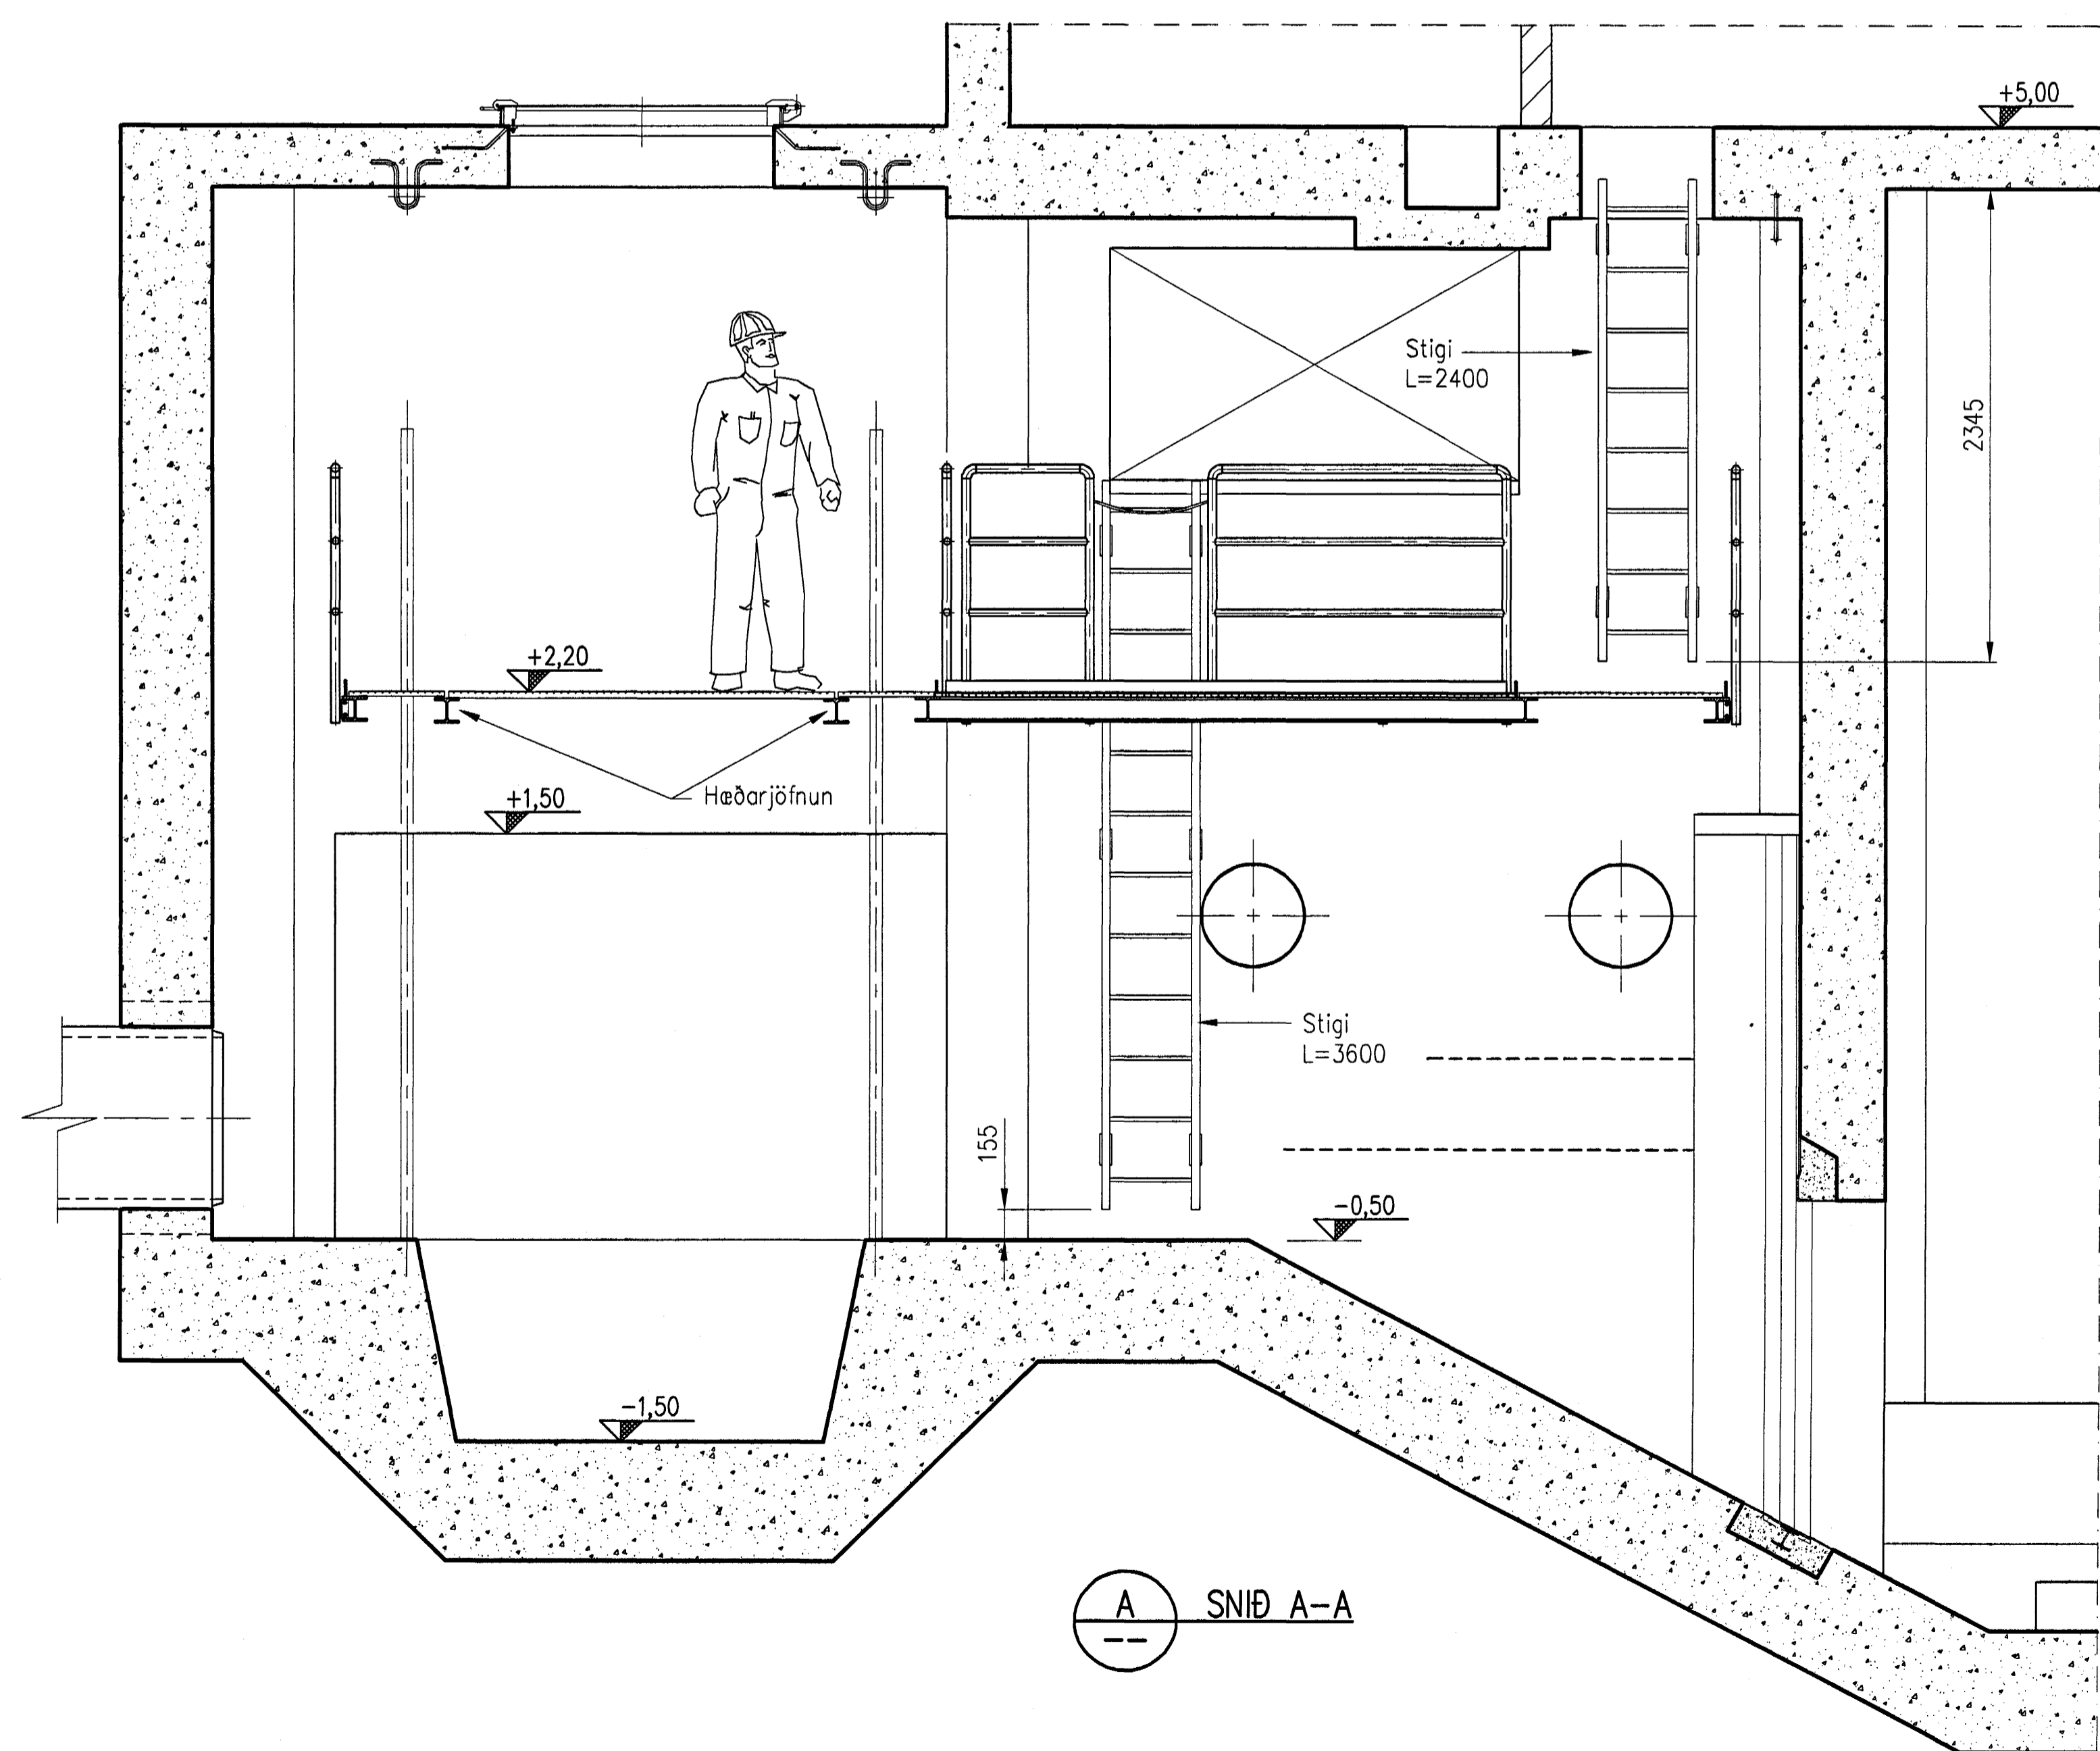 +5,00
Stigi
L=2400
2345
+2,20
Hæðarjöfnun
+1,50
Stigi
L=3600
155
-0,50
-1,50
A
--
SNIÐ A-A